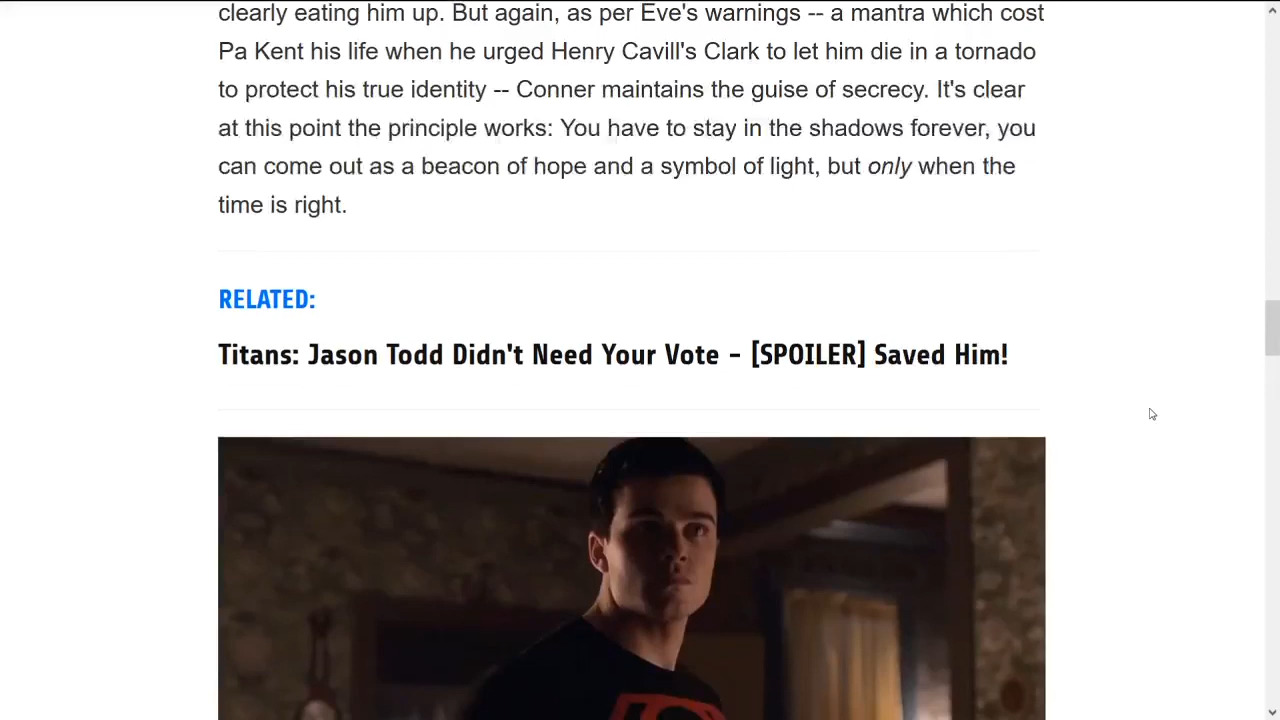 clearly eating him up. But again, as per Eve's warnings -- a mantra which cost
Pa Kent his life when he urged Henry Cavill's Clark to let him die in a tornado
to protect his true identity -- Conner maintains the guise of secrecy. It's clear
at this point the principle works: You have to stay in the shadows forever, you
can come out as a beacon of hope and a symbol of light, but only when the
time is right.
RELATED:
Titans: Jason Todd Didn't Need Your Vote – [SPOILER] Saved Him!